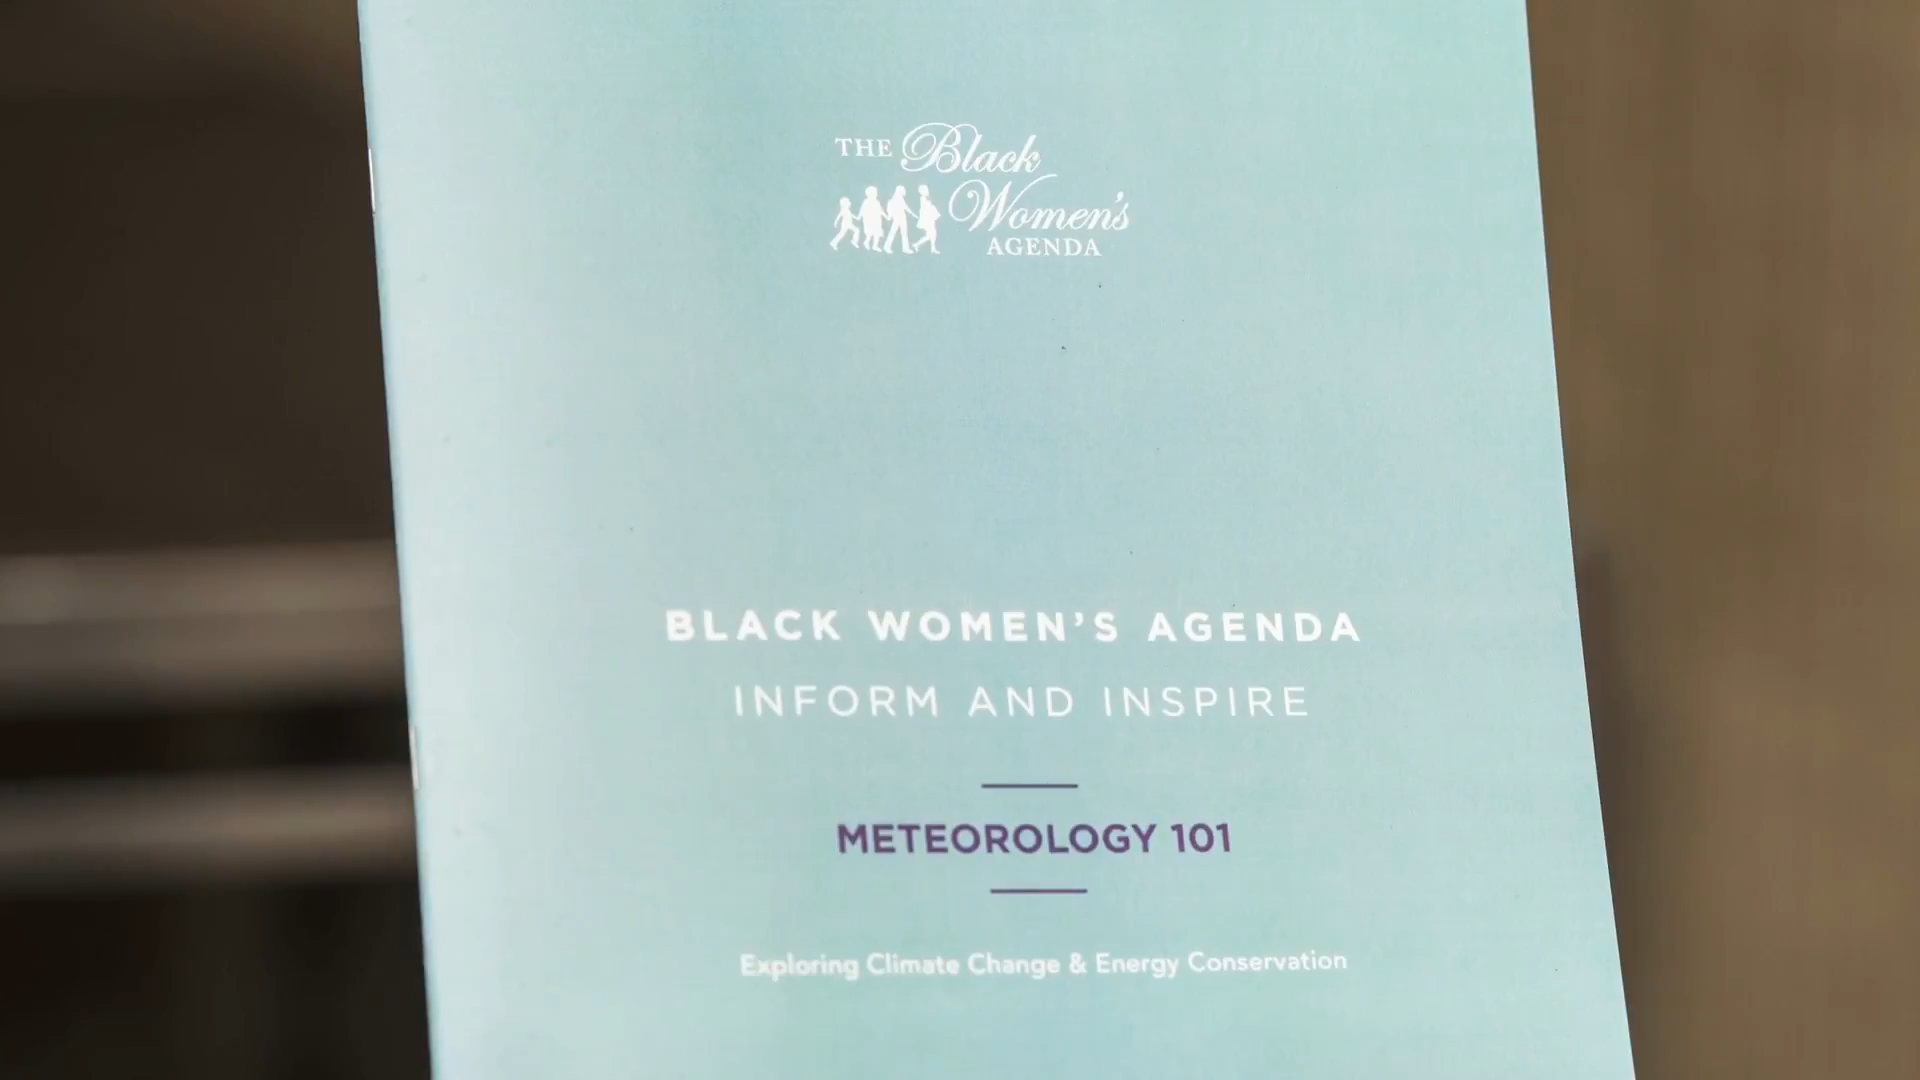 THE Black
Women's
AGENDA
BLACK WOMEN'S AGENDA
INFORM AND INSPIRE
METEOROLOGY 101
Exploring Climate Change & Energy Conservation